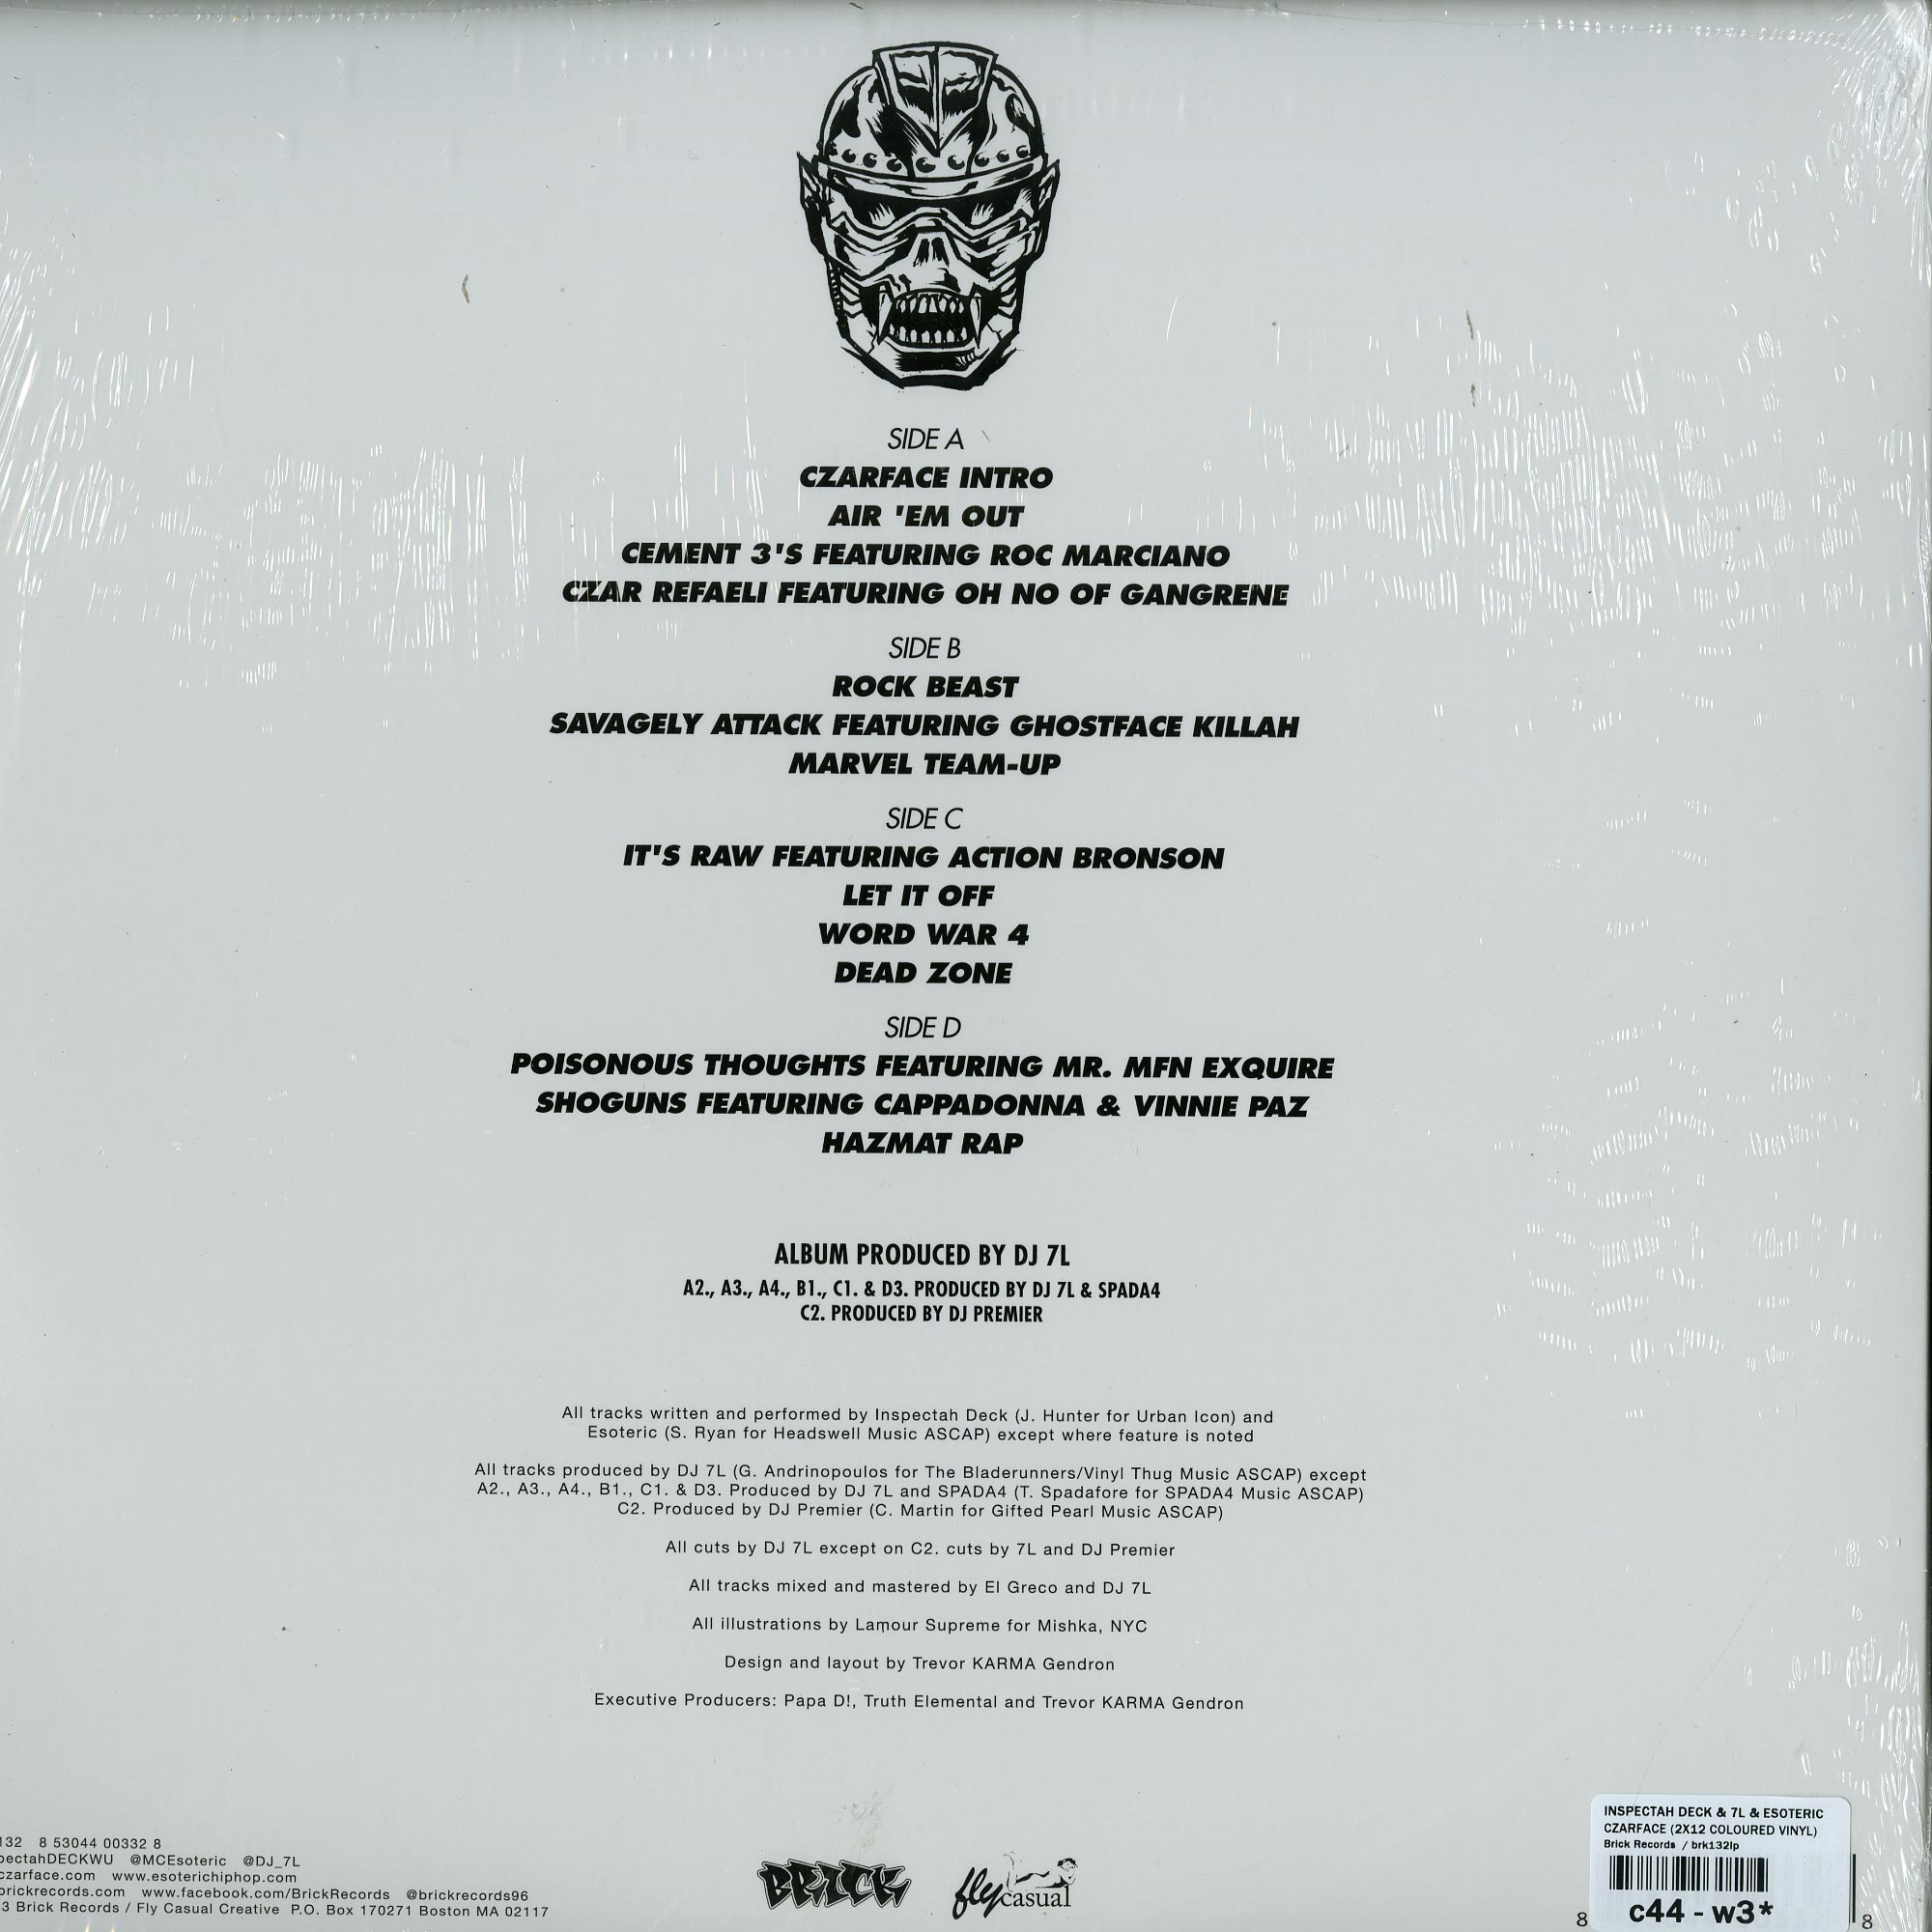 SIDE A
CZARFACE INTRO
AIR 'EM OUT
CEMENT 3'S FEATURING ROC MARCIANO
CZAR REFAELI FEATURING OH NO OF GANGRENE
SIDE B
ROCK BEAST
SAVAGELY ATTACK FEATURING GHOSTFACE KILLAH
MARVEL TEAM-UP
SIDE C
IT'S RAW FEATURING ACTION BRONSON
LET IT OFF
WORD WAR 4
DEAD ZONE
SIDE D
POISONOUS THOUGHTS FEATURING MR. MFN EXQUIRE
SHOGUNS FEATURING CAPPADONNA & VINNIE PAZ
HAZMAT RAP
ALBUM PRODUCED BY DJ 7L
A2., A3., A4., B1., C1. & D3. PRODUCED BY DJ 7L & SPADA4
C2. PRODUCED BY DJ PREMIER
All tracks written and performed by Inspectah Deck (J. Hunter for Urban Icon) and
Esoteric (S. Ryan for Headswell Music ASCAP) except where feature is noted
All tracks produced by DJ 7L (G. Andrinopoulos for The Bladerunners/Vinyl Thug Music ASCAP) except
A2., A3., A4., B1., C1. & D3. Produced by DJ 7L and SPADA4 (T. Spadafore for SPADA4 Music ASCAP)
C2. Produced by DJ Premier (C. Martin for Gifted Pearl Music ASCAP)
All cuts by DJ 7L except on C2. cuts by 7L and DJ Premier
All tracks mixed and mastered by El Greco and DJ 7L
All illustrations by Lamour Supreme for Mishka, NYC
Design and layout by Trevor KARMA Gendron
Executive Producers: Papa D!, Truth Elemental and Trevor KARMA Gendron
132 8 53044 00332 8
pectahDECKWU @MCEsoteric @DJ_7L
czarface.com www.esoterichiphop.com
brickrecords.com www.facebook.com/BrickRecords @brickrecords96
3 Brick Records / Fly Casual Creative P.O. Box 170271 Boston MA 02117
BRICK
flycasual
INSPECTAH DECK & 7L & ESOTERIC
CZARFACE (2X12 COLOURED VINYL)
Brick Records / brk132lp
c44 - w3*
8 8